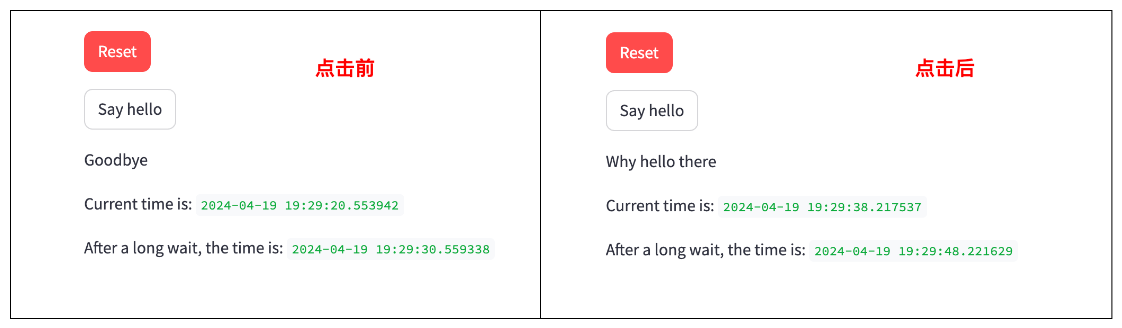 Reset
点击前
Say hello
Goodbye
Current time is: 2024-04-19 19:29:20.553942
After a long wait, the time is: 2024-04-19 19:29:30.559338
Reset
点击后
Say hello
Why hello there
Current time is: 2024-04-19 19:29:38.217537
After a long wait, the time is: 2024-04-19 19:29:48.221629